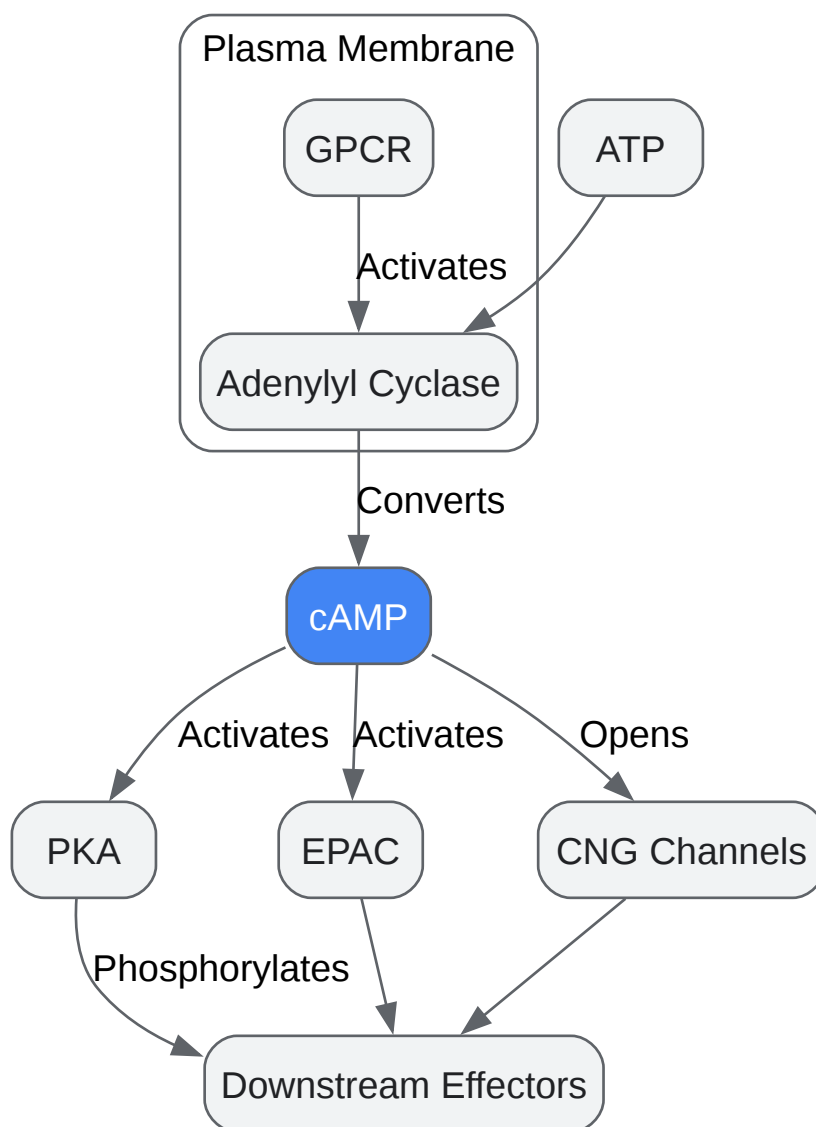 Plasma Membrane
GPCR
ATP
Activates
Adenylyl Cyclase
Converts
cAMP
Activates
Activates
Opens
PKA
EPAC
CNG Channels
Phosphorylates
Downstream Effectors